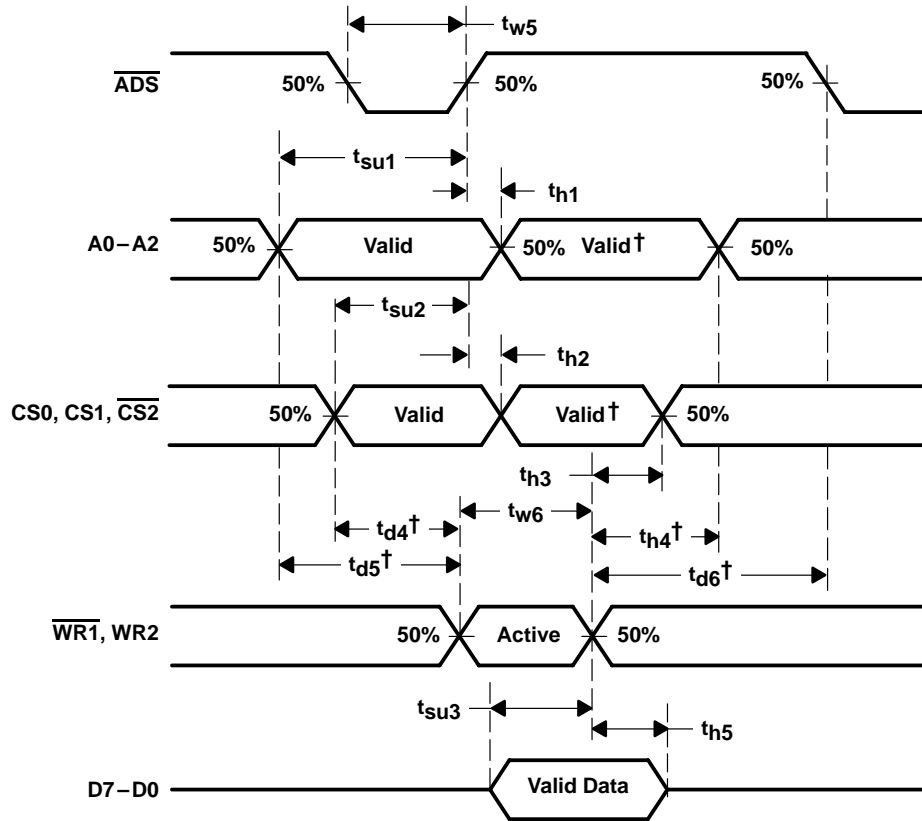 tw5
ADS
50%
50%
50%
tsu1
th1
A0–A2
50%
Valid
50%
Valid†
50%
tsu2
th2
CS0, CS1, CS2
50%
Valid
Valid†
50%
th3
tw6
td4†
th4†
td5†
td6†
WR1, WR2
50%
Active
50%
tsu3
th5
D7–D0
Valid Data